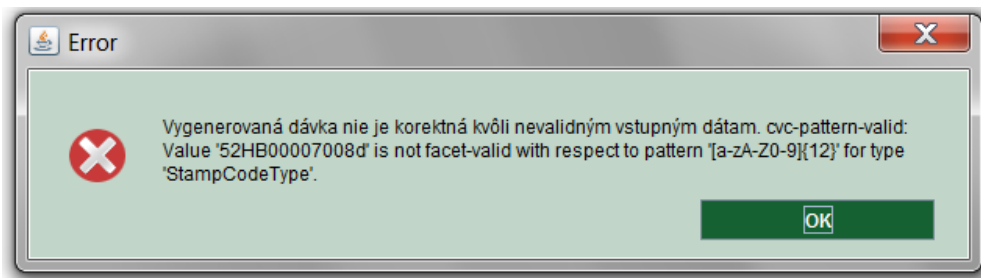 Error
Vygenerovaná dávka nie je korektná kvôli nevalidným vstupným dátam. cvc-pattern-valid:
Value '52HB00007008d' is not facet-valid with respect to pattern '[a-zA-Z0-9]{12}' for type
'StampCodeType'.
OK